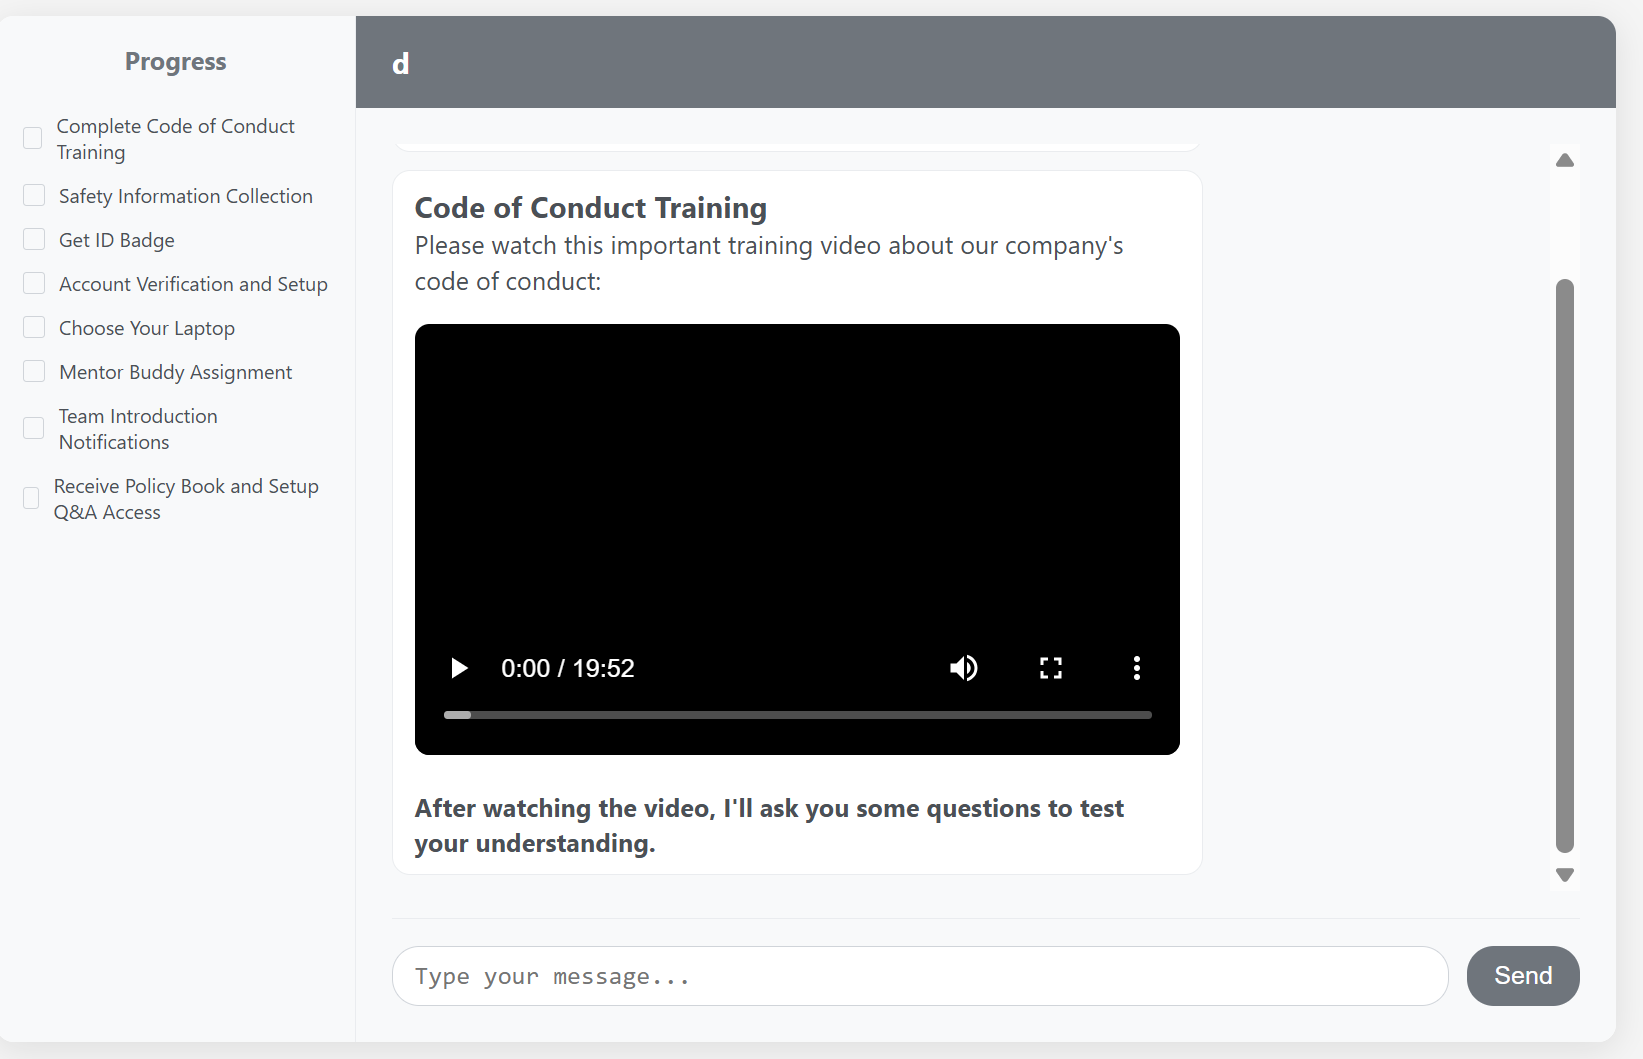 Progress
Complete Code of Conduct
Training
Safety Information Collection
Get ID Badge
Account Verification and Setup
Choose Your Laptop
Mentor Buddy Assignment
Team Introduction
Notifications
Receive Policy Book and Setup
Q&A Access
d
Code of Conduct Training
Please watch this important training video about our company's
code of conduct:
0:00 / 19:52
After watching the video, I'll ask you some questions to test
your understanding.
Type your message...
Send